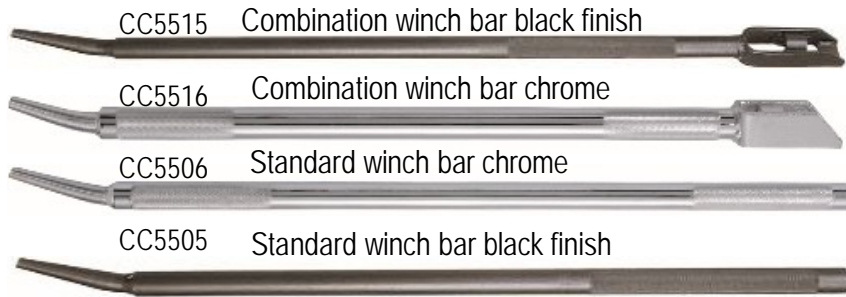 CC5515 Combination winch bar black finish
CC5516 Combination winch bar chrome
CC5506 Standard winch bar chrome
CC5505 Standard winch bar black finish